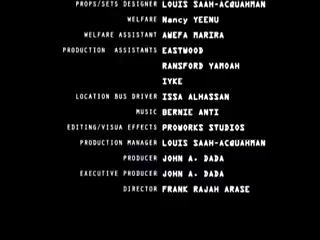 PROPS/SETS DESIGNER LOUIS SAAH-ACQUAHMAN
WELFARE Nancy YEENU
WELFARE ASSISTANT AWEFA MARIRA
PRODUCTION ASSISTANTS EASTWOOD
RANSFORD YAMOAH
IYKE
LOCATION BUS DRIVER ISSA ALHASSAN
MUSIC BERNIE ANTI
EDITING/VISUA EFFECTS PROWORKS STUDIOS
PRODUCTION MANAGER LOUIS SAAH-ACQUAHMAN
PRODUCER JOHN A. DADA
EXECUTIVE PRODUCER JOHN A. DADA
DIRECTOR FRANK RAJAH ARASE